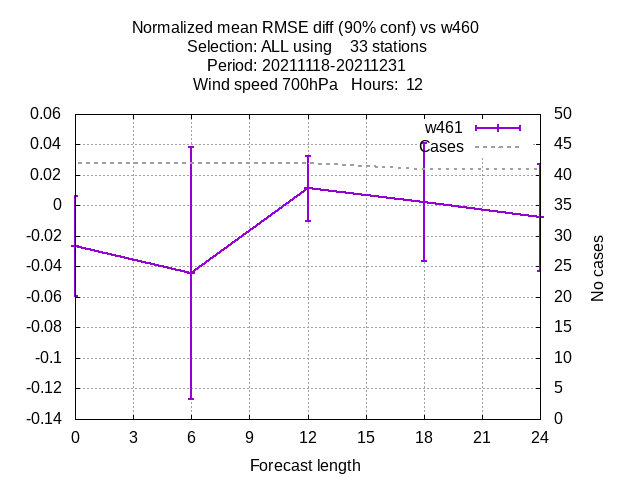 Normalized mean RMSE diff (90% conf) vs w460
Selection: ALL using 33 stations
Period: 20211118-20211231
Wind speed 700hPa Hours: 12
w461
Cases
0.06
0.04
0.02
0
-0.02
-0.04
-0.06
-0.08
-0.1
-0.12
-0.14
50
45
40
35
30
25
20
15
10
5
0
No cases
0 3 6 9 12 15 18 21 24
Forecast length